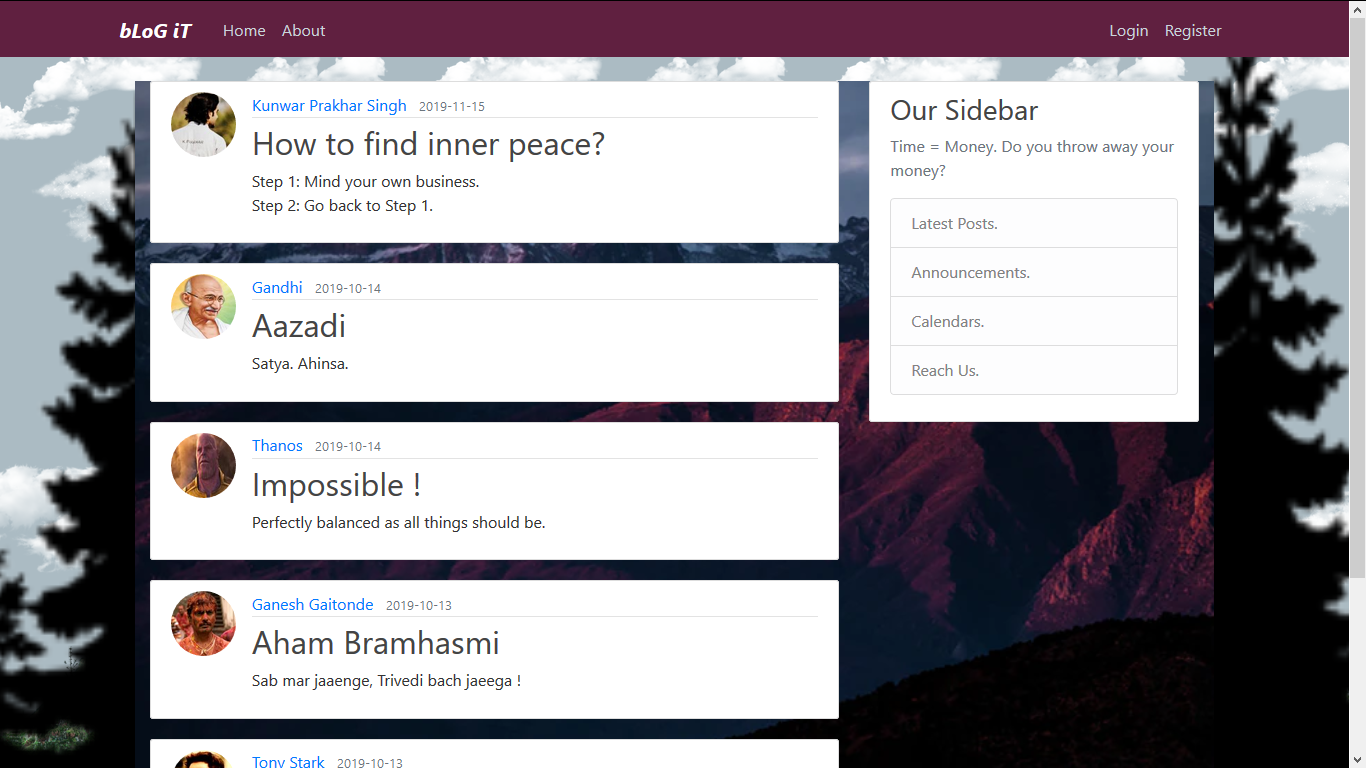 bLoG iT Home About Login Register
Kunwar Prakhar Singh 2019-11-15
How to find inner peace?
Step 1: Mind your own business.
Step 2: Go back to Step 1.
Gandhi 2019-10-14
Aazadi
Satya. Ahinsa.
Thanos 2019-10-14
Impossible !
Perfectly balanced as all things should be.
Ganesh Gaitonde 2019-10-13
Aham Bramhasmi
Sab mar jaaenge, Trivedi bach jaeega !
Tony Stark 2019-10-13
Our Sidebar
Time = Money. Do you throw away your
money?
Latest Posts.
Announcements.
Calendars.
Reach Us.